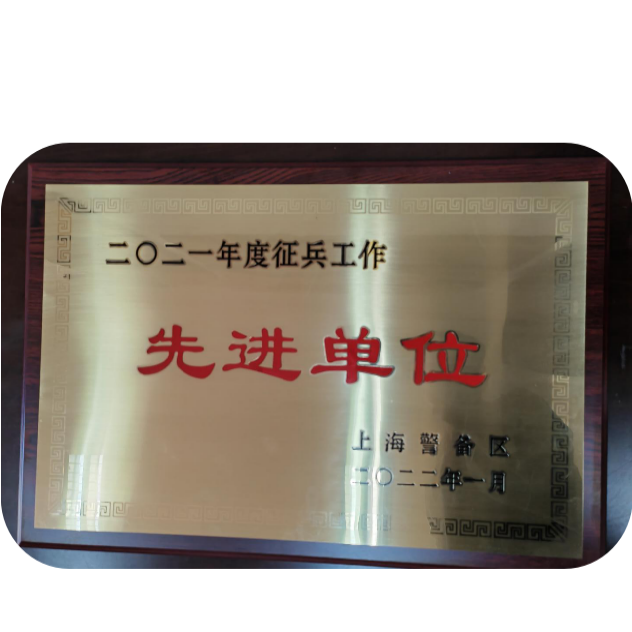 二〇二一年度征兵工作
先进单位
上海警备区
二〇二二年一月